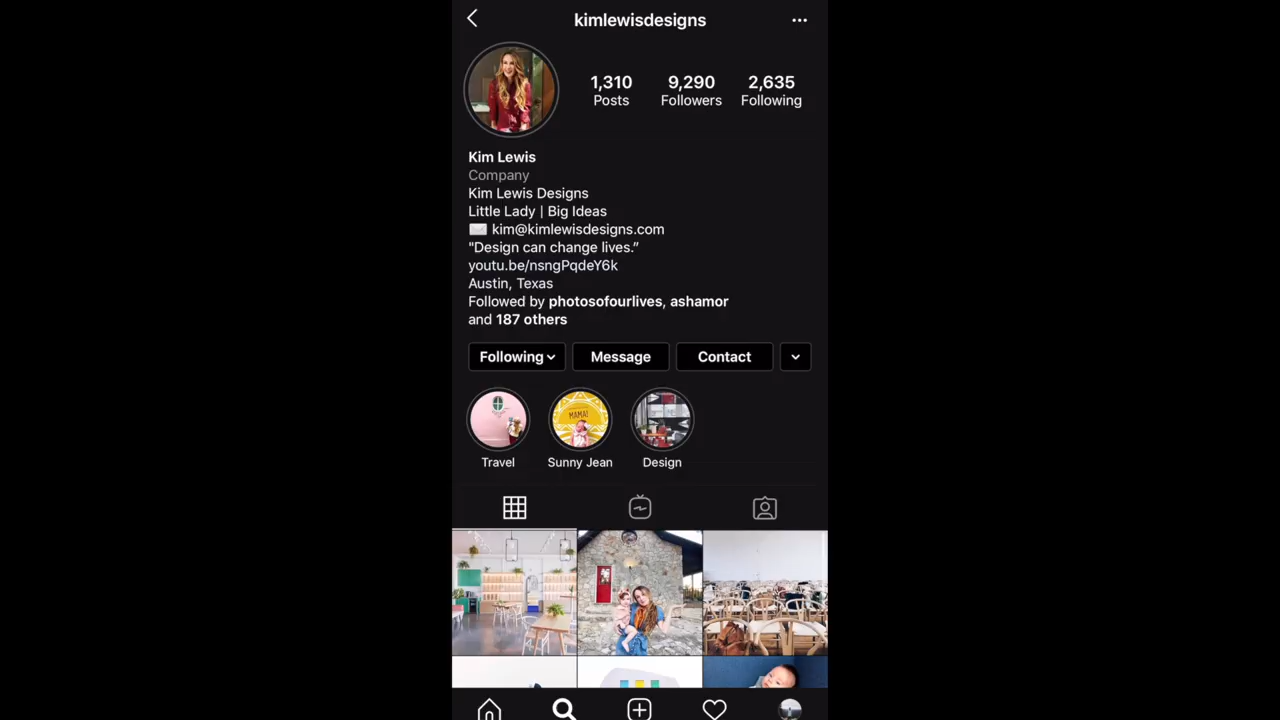 kimlewisdesigns
1,310 9,290 2,635
Posts Followers Following
Kim Lewis
Company
Kim Lewis Designs
Little Lady | Big Ideas
kim@kimlewisdesigns.com
"Design can change lives.”
youtu.be/nsngPqdeY6k
Austin, Texas
Followed by photosofourlives, ashamor
and 187 others
Following Message Contact
MAMA!
Travel Sunny Jean Design